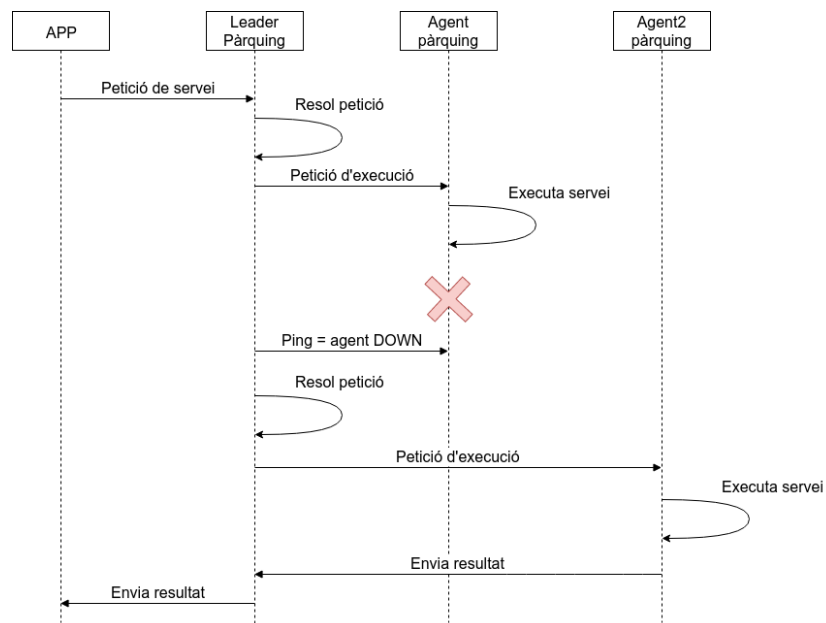 APP
Leader
Pàrquing
Agent
pàrquing
Agent2
pàrquing
Petició de servei
Resol petició
Petició d'execució
Executa servei
Ping = agent DOWN
Resol petició
Petició d'execució
Executa servei
Envia resultat
Envia resultat